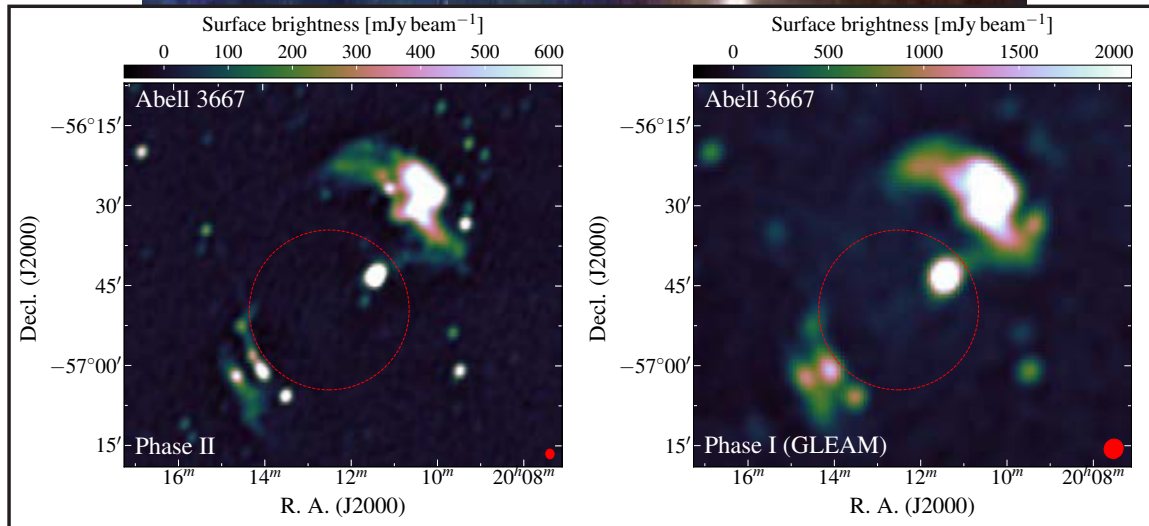 Surface brightness [mJy beam⁻¹]
0 100 200 300 400 500 600
Abell 3667
−56°15′
30′
45′
−57°00′
15′
Decl. (J2000)
Phase II
16ᵐ 14ᵐ 12ᵐ 10ᵐ 20ʰ08ᵐ
R. A. (J2000)
Surface brightness [mJy beam⁻¹]
0 500 1000 1500 2000
Abell 3667
−56°15′
30′
45′
−57°00′
15′
Decl. (J2000)
Phase I (GLEAM)
16ᵐ 14ᵐ 12ᵐ 10ᵐ 20ʰ08ᵐ
R. A. (J2000)